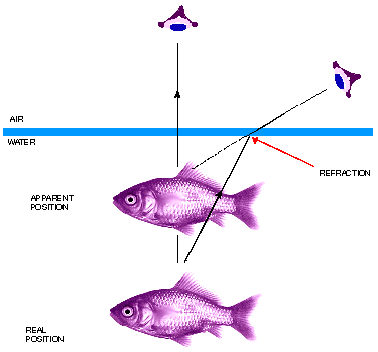 AIR
WATER
REFRACTION
APPARENT
POSITION
REAL
POSITION